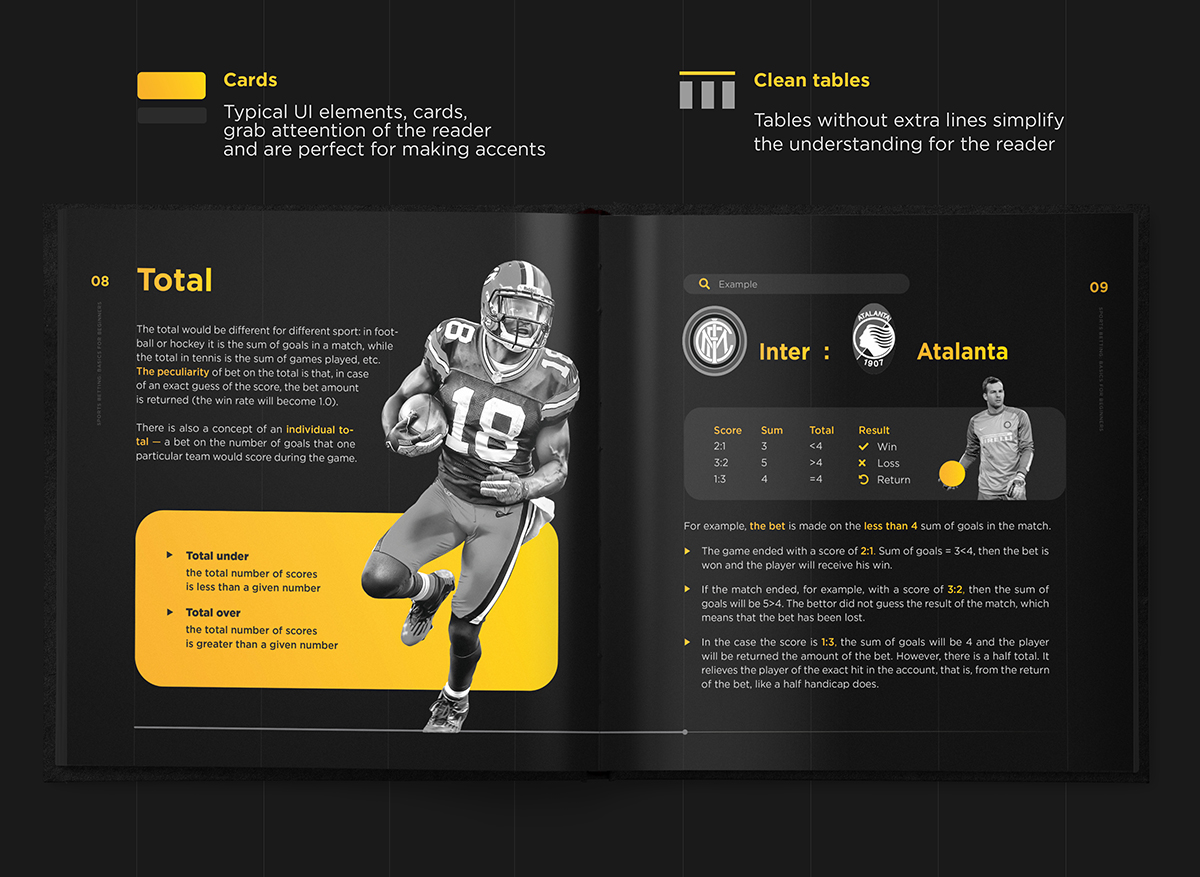 Cards
Typical UI elements, cards,
grab atteention of the reader
and are perfect for making accents
Clean tables
Tables without extra lines simplify
the understanding for the reader
08
SPORTS BETTING: BASICS FOR BEGINNERS
Total
The total would be different for different sport: in foot-
ball or hockey it is the sum of goals in a match, while
the total in tennis is the sum of games played, etc.
The peculiarity of bet on the total is that, in case
of an exact guess of the score, the bet amount
is returned (the win rate will become 1.0).
There is also a concept of an individual to-
tal — a bet on the number of goals that one
particular team would score during the game.
18
18
18
Total under
the total number of scores
is less than a given number
Total over
the total number of scores
is greater than a given number
Example
09
SPORTS BETTING: BASICS FOR BEGINNERS
ATALANTA
1907
Inter : Atalanta
Score Sum Total Result
2:1 3 <4 Win
3:2 5 >4 Loss
1:3 4 =4 Return
PIRELLI
For example, the bet is made on the less than 4 sum of goals in the match.
The game ended with a score of 2:1. Sum of goals = 3<4, then the bet is
won and the player will receive his win.
If the match ended, for example, with a score of 3:2, then the sum of
goals will be 5>4. The bettor did not guess the result of the match, which
means that the bet has been lost.
In the case the score is 1:3, the sum of goals will be 4 and the player
will be returned the amount of the bet. However, there is a half total. It
relieves the player of the exact hit in the account, that is, from the return
of the bet, like a half handicap does.